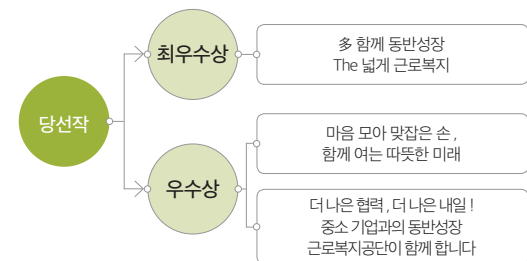 당선작
최우수상
多 함께 동반성장
The 넓게 근로복지
우수상
마음 모아 맞잡은 손 ,
함께 여는 따뜻한 미래
더 나은 협력 , 더 나은 내일 !
중소 기업과의 동반성장
근로복지공단이 함께 합니다